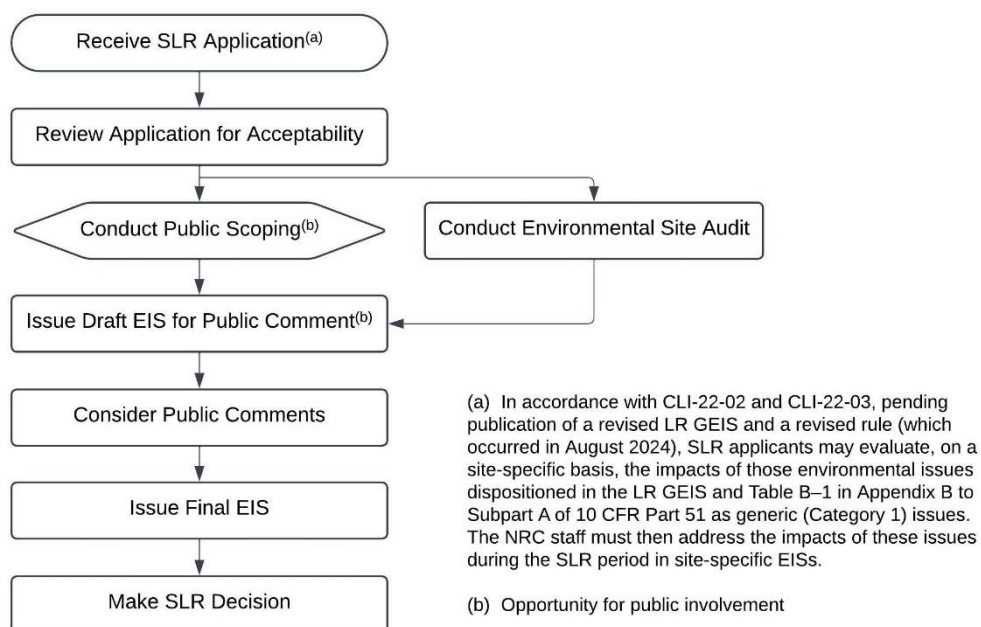 Receive SLR Application(a)
Review Application for Acceptability
Conduct Public Scoping(b)
Conduct Environmental Site Audit
Issue Draft EIS for Public Comment(b)
Consider Public Comments
Issue Final EIS
Make SLR Decision
(a) In accordance with CLI-22-02 and CLI-22-03, pending
publication of a revised LR GEIS and a revised rule (which
occurred in August 2024), SLR applicants may evaluate, on a
site-specific basis, the impacts of those environmental issues
dispositioned in the LR GEIS and Table B–1 in Appendix B to
Subpart A of 10 CFR Part 51 as generic (Category 1) issues.
The NRC staff must then address the impacts of these issues
during the SLR period in site-specific EISs.
(b) Opportunity for public involvement